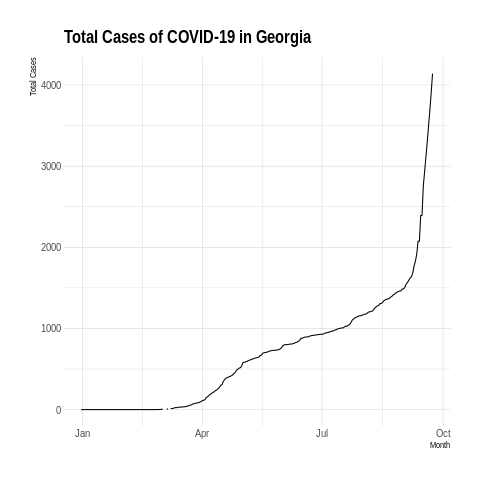 Total Cases of COVID-19 in Georgia
Total Cases
4000
3000
2000
1000
0
Jan Apr Jul Oct
Month